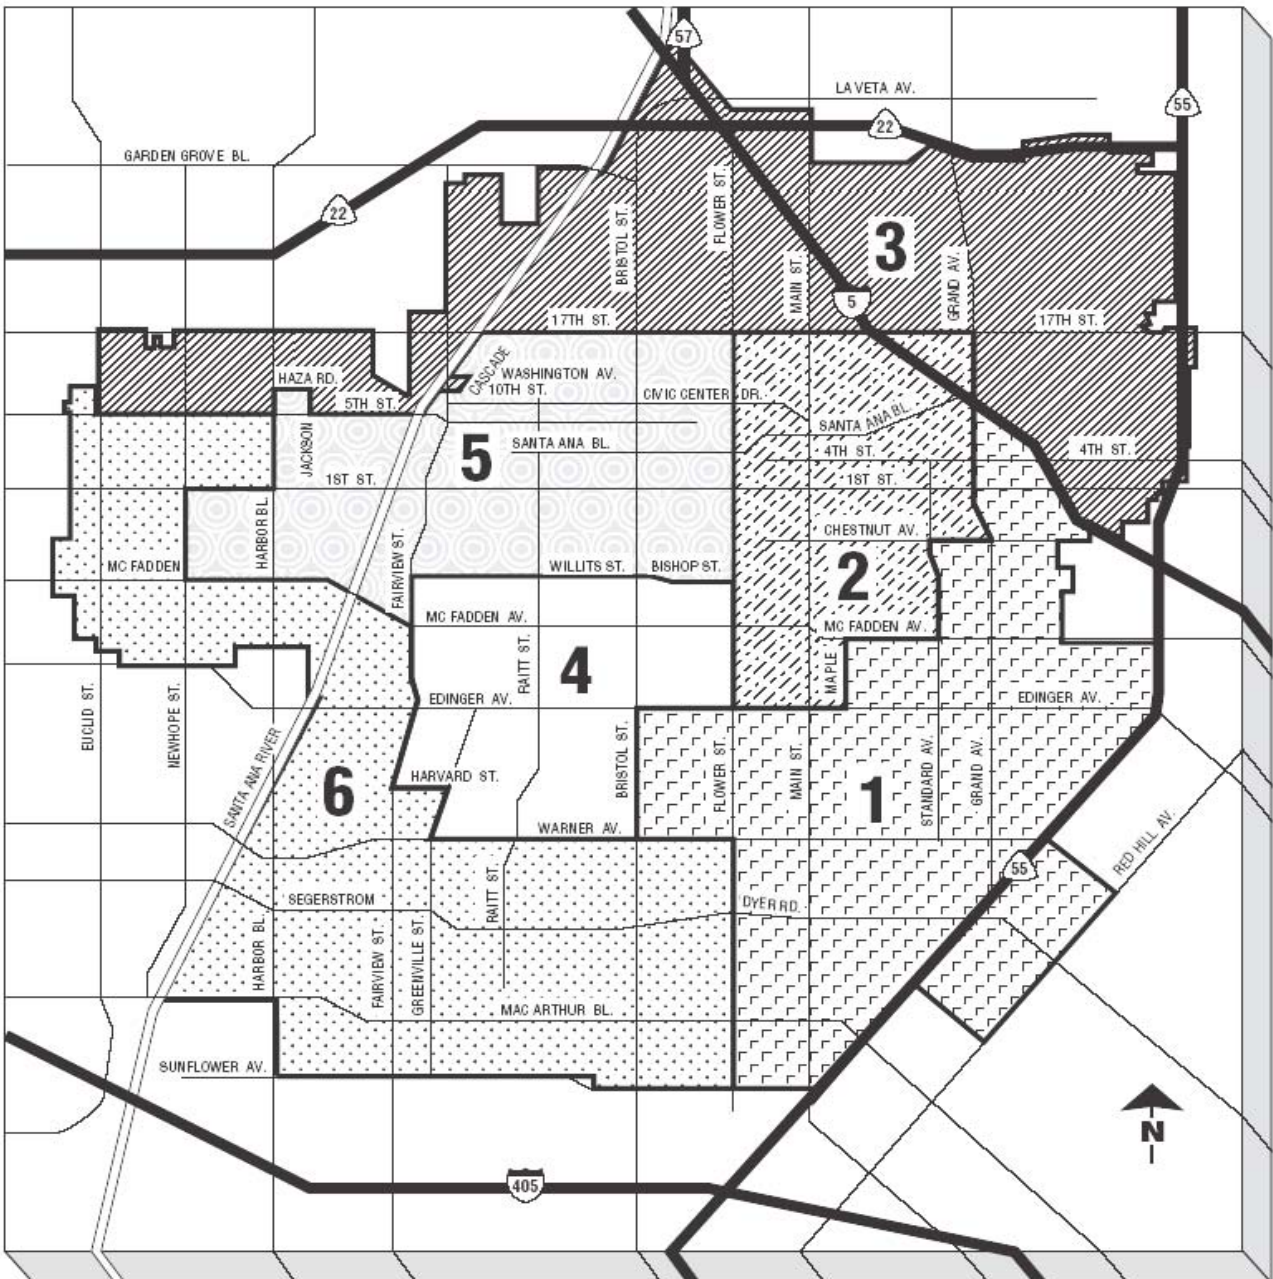 57
LA VETA AV.
55
22
GARDEN GROVE BL.
22
BRISTOL ST.
FLOWER ST.
3
MAIN ST.
GRAND AV.
5
17TH ST.
17TH ST.
CASCADE
HAZARD.
WASHINGTON AV.
10TH ST.
CIVIC CENTER DR.
5TH ST.
SANTA ANA BL.
JACKSON
5
SANTA ANA BL.
4TH ST.
4TH ST.
1ST ST.
1ST ST.
HARBOR BL.
CHESTNUT AV.
FAIRVIEW ST.
MC FADDEN
WILLITS ST.
BISHOP ST.
2
MC FADDEN AV.
MC FADDEN AV.
RAITT ST.
4
MAPLE
EDINGER AV.
EDINGER AV.
EUCLID ST.
NEWHOPE ST.
SANTA ANA RIVER
BRISTOL ST.
FLOWER ST.
MAIN ST.
STANDARD AV.
GRAND AV.
HARVARD ST.
6
1
WARNER AV.
RED HILL AV.
55
RAITT ST.
SEGERSTROM
DYER RD.
HARBOR BL.
FAIRVIEW ST.
GREENVILLE ST.
MAC ARTHUR BL.
SUNFLOWER AV.
N
405